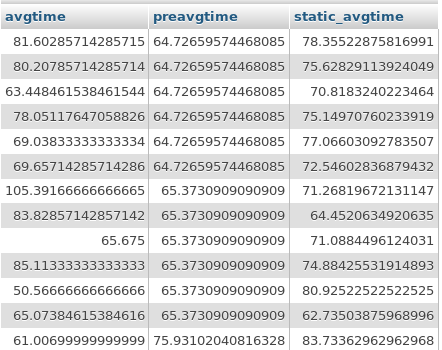 avgtime preavgtime static_avgtime
81.60285714285715 64.72659574468085 78.35522875816991
80.20785714285714 64.72659574468085 75.62829113924049
63.448461538461544 64.72659574468085 70.8183240223464
78.05117647058826 64.72659574468085 75.14970760233919
69.03833333333334 64.72659574468085 77.06603092783507
69.65714285714286 64.72659574468085 72.54602836879432
105.39166666666665 65.3730909090909 71.26819672131147
83.82857142857142 65.3730909090909 64.4520634920635
65.675 65.3730909090909 71.0884496124031
85.11333333333333 65.3730909090909 74.88425531914893
50.56666666666666 65.3730909090909 80.92522522522525
65.07384615384616 65.3730909090909 62.73503875968996
61.00699999999999 75.93102040816328 83.73362962962968